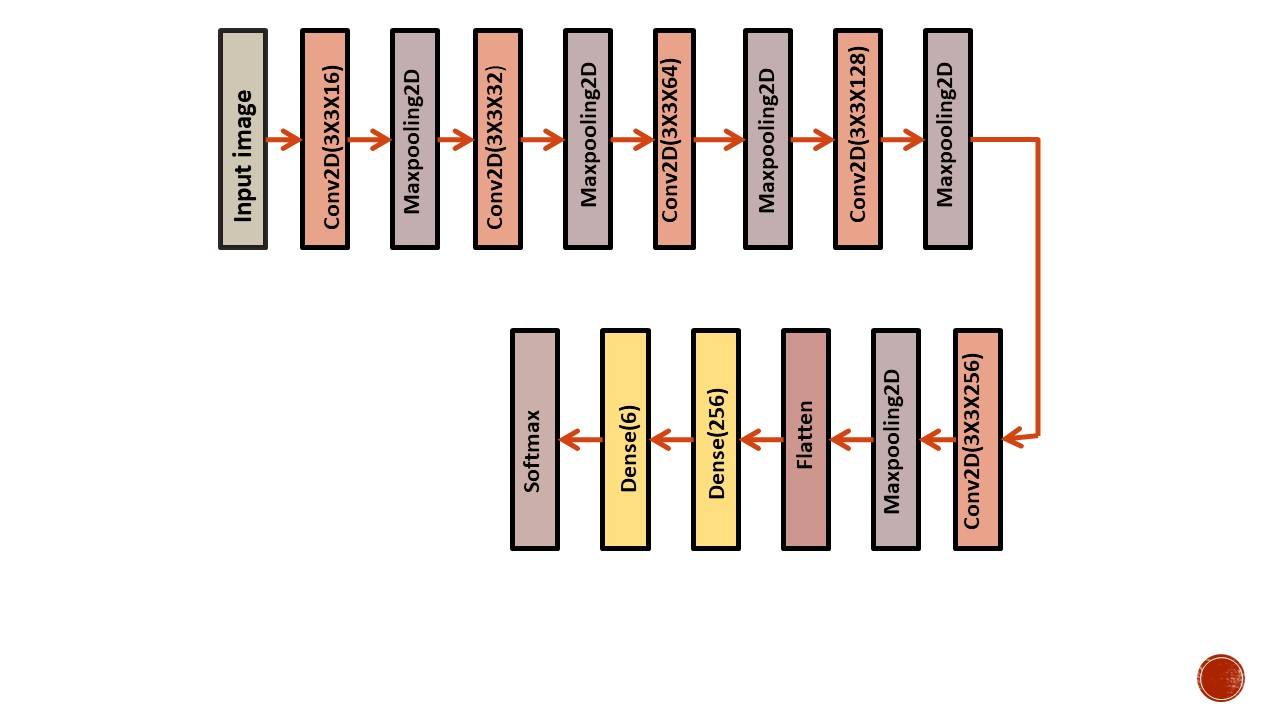 Input image
Conv2D(3X3X16)
Maxpooling2D
Conv2D(3X3X32)
Maxpooling2D
Conv2D(3X3X64)
Maxpooling2D
Conv2D(3X3X128)
Maxpooling2D
Conv2D(3X3X256)
Maxpooling2D
Flatten
Dense(256)
Dense(6)
Softmax